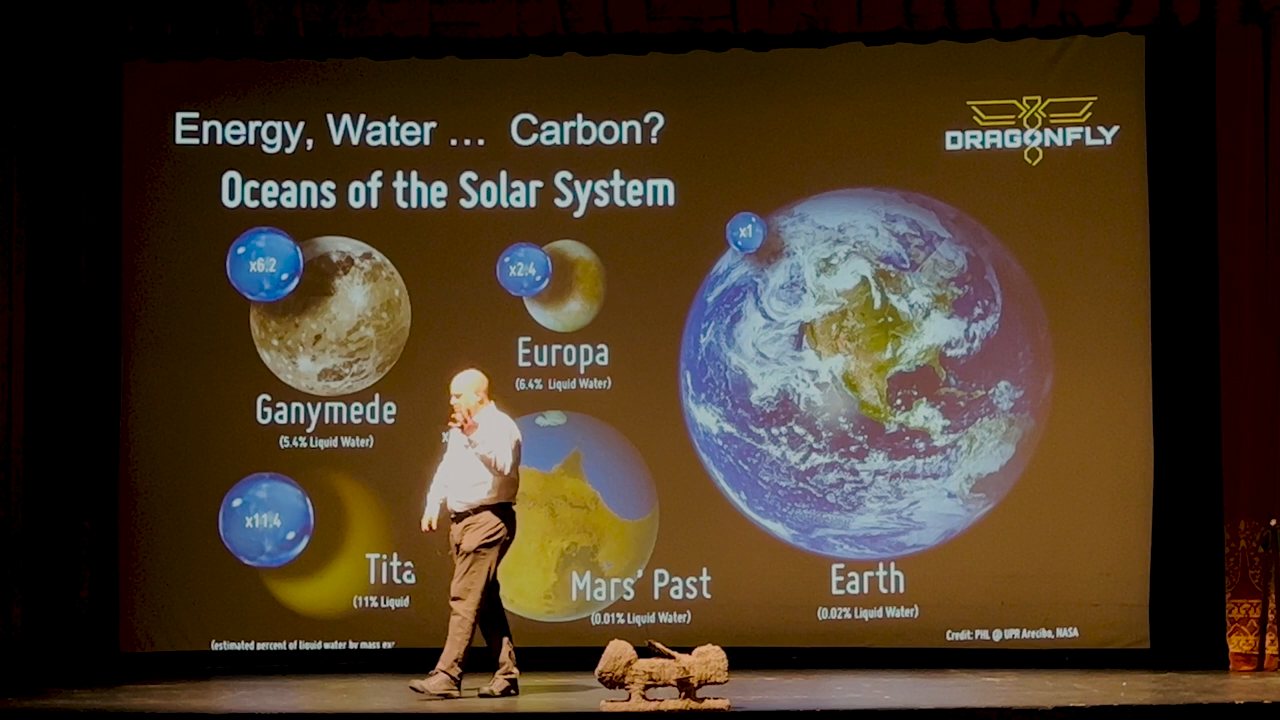 Energy, Water ... Carbon?
DRAGONFLY
Oceans of the Solar System
x6.2
x2.4
x1
Europa
(6.4% Liquid Water)
Ganymede
(5.4% Liquid Water)
x
x11.4
Tita
(11% Liquid
Mars' Past
(0.01% Liquid Water)
Earth
(0.02% Liquid Water)
(estimated percent of liquid water by mass
Credit: PHL @ UPR Arecibo, NASA